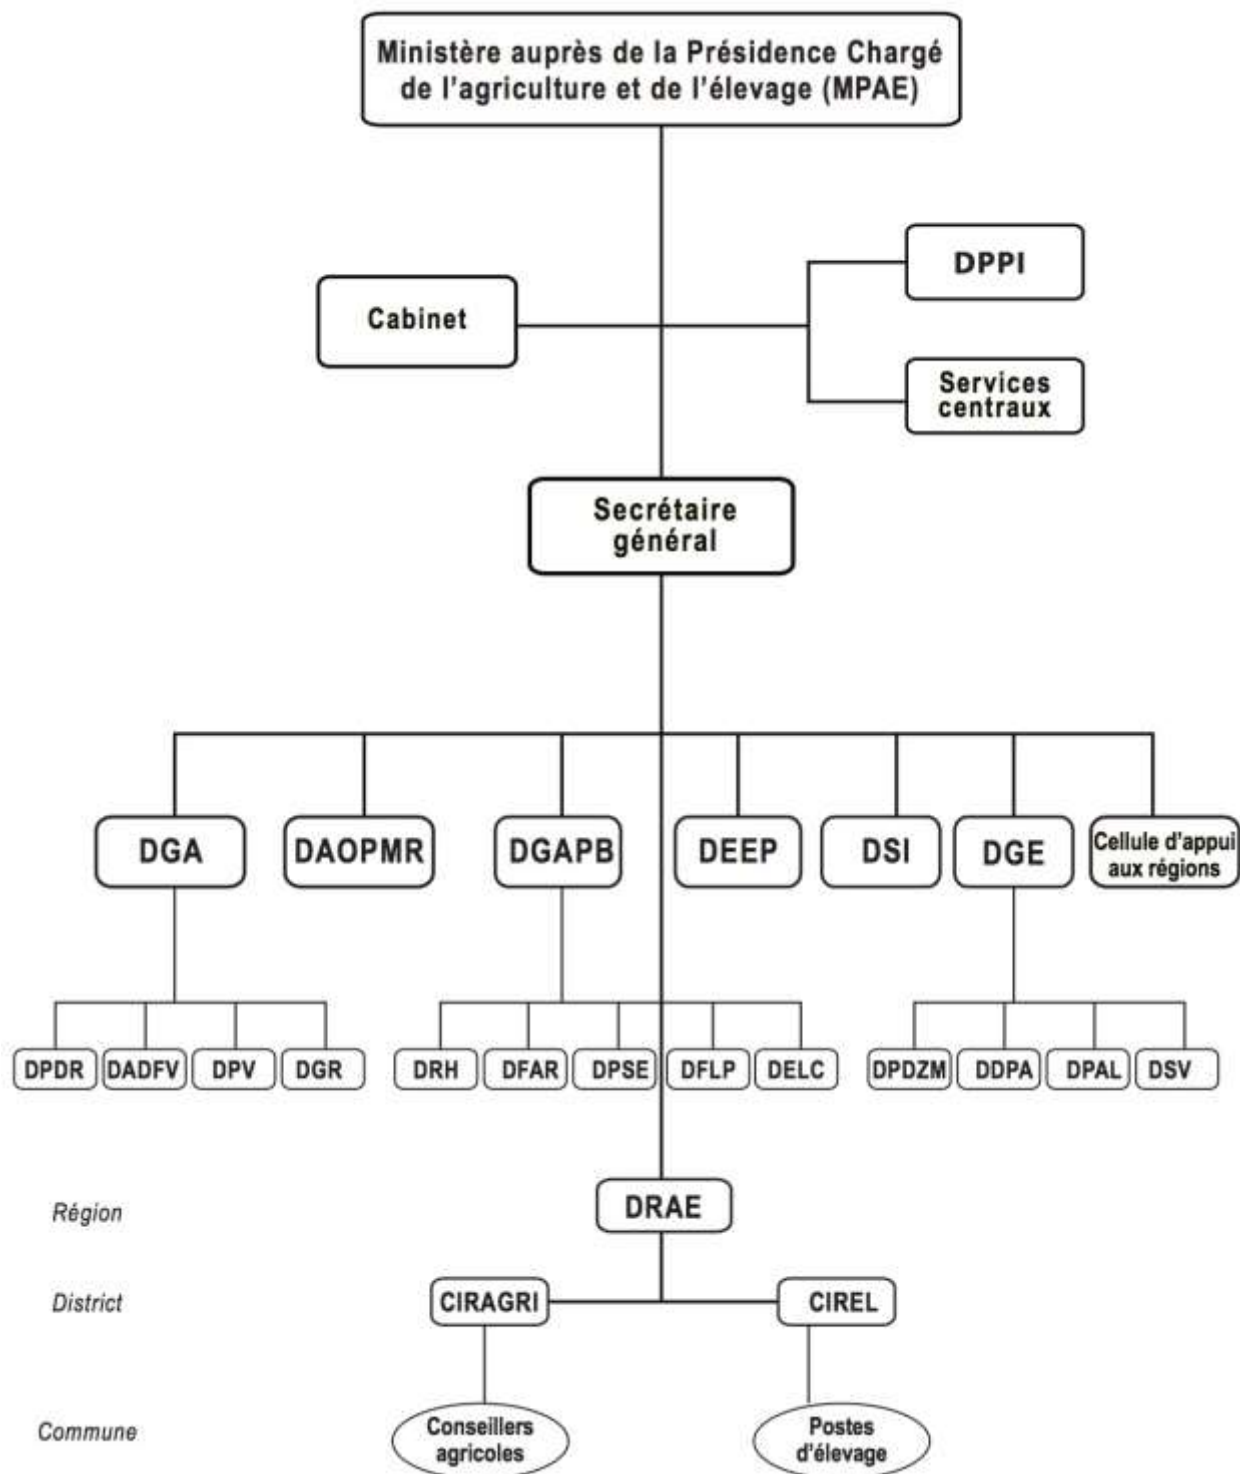 Ministère auprès de la Présidence Chargé
de l'agriculture et de l'élevage (MPAE)
DPPI
Cabinet
Services
centraux
Secrétaire
général
DGA
DAOPMR
DGAPB
DEEP
DSI
DGE
Cellule d'appui
aux régions
DPDR
DADFV
DPV
DGR
DRH
DFAR
DPSE
DFLP
DELC
DPDZM
DDPA
DPAL
DSV
Région
DRAE
District
CIRAGRI
CIREL
Commune
Conseillers
agricoles
Postes
d'élevage